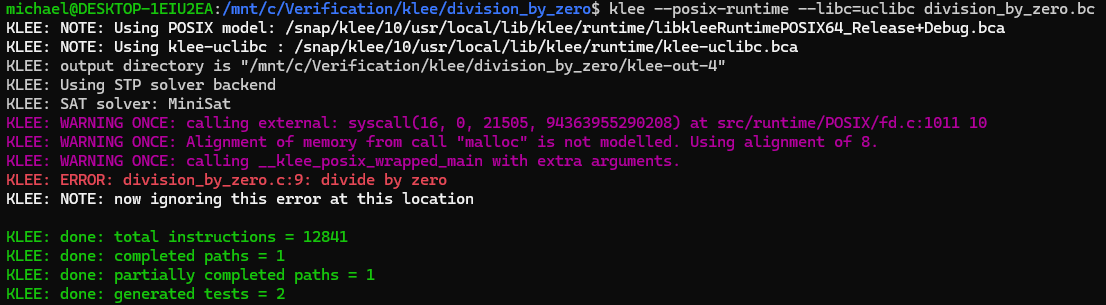 michael@DESKTOP-1EIU2EA:/mnt/c/Verification/klee/division_by_zero$ klee --posix-runtime --libc=uclibc division_by_zero.bc
KLEE: NOTE: Using POSIX model: /snap/klee/10/usr/local/lib/klee/runtime/libkleeRuntimePOSIX64_Release+Debug.bca
KLEE: NOTE: Using klee-uclibc : /snap/klee/10/usr/local/lib/klee/runtime/klee-uclibc.bca
KLEE: output directory is "/mnt/c/Verification/klee/division_by_zero/klee-out-4"
KLEE: Using STP solver backend
KLEE: SAT solver: MiniSat
KLEE: WARNING ONCE: calling external: syscall(16, 0, 21505, 94363955290208) at src/runtime/POSIX/fd.c:1011 10
KLEE: WARNING ONCE: Alignment of memory from call "malloc" is not modelled. Using alignment of 8.
KLEE: WARNING ONCE: calling __klee_posix_wrapped_main with extra arguments.
KLEE: ERROR: division_by_zero.c:9: divide by zero
KLEE: NOTE: now ignoring this error at this location
KLEE: done: total instructions = 12841
KLEE: done: completed paths = 1
KLEE: done: partially completed paths = 1
KLEE: done: generated tests = 2